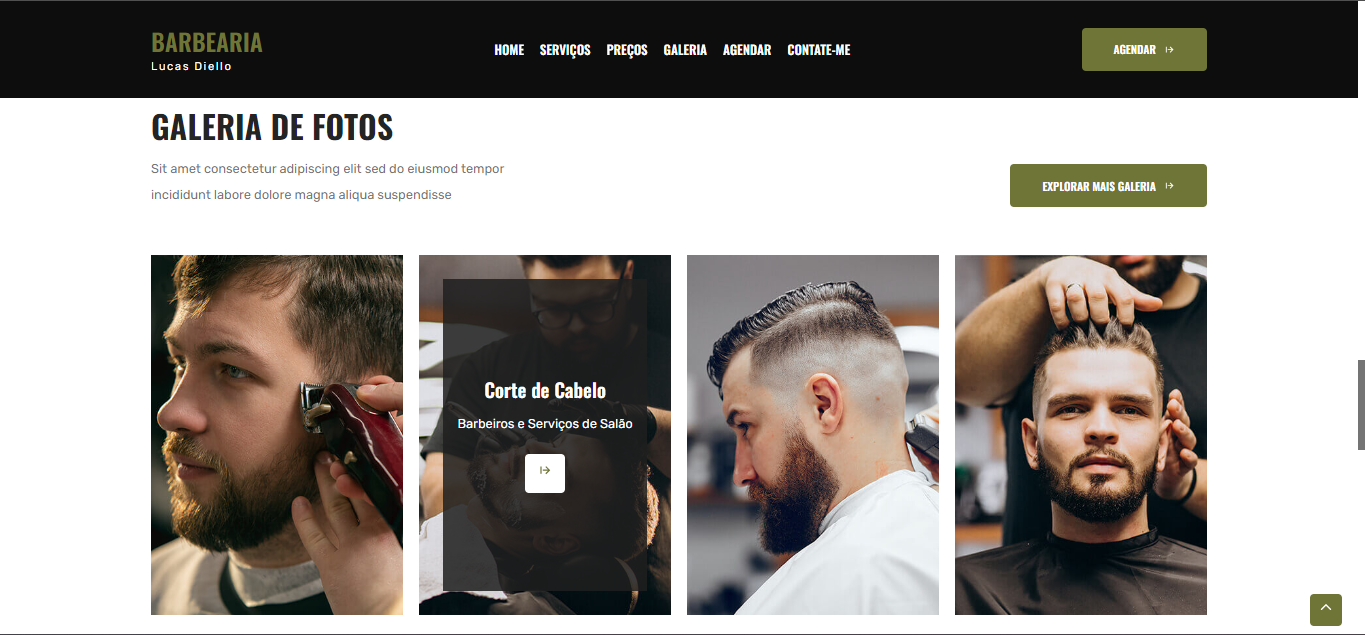 BARBEARIA
Lucas Diello
HOME SERVIÇOS PREÇOS GALERIA AGENDAR CONTATE-ME
AGENDAR
GALERIA DE FOTOS
Sit amet consectetur adipiscing elit sed do eiusmod tempor
incididunt labore dolore magna aliqua suspendisse
EXPLORAR MAIS GALERIA
Corte de Cabelo
Barbeiros e Serviços de Salão